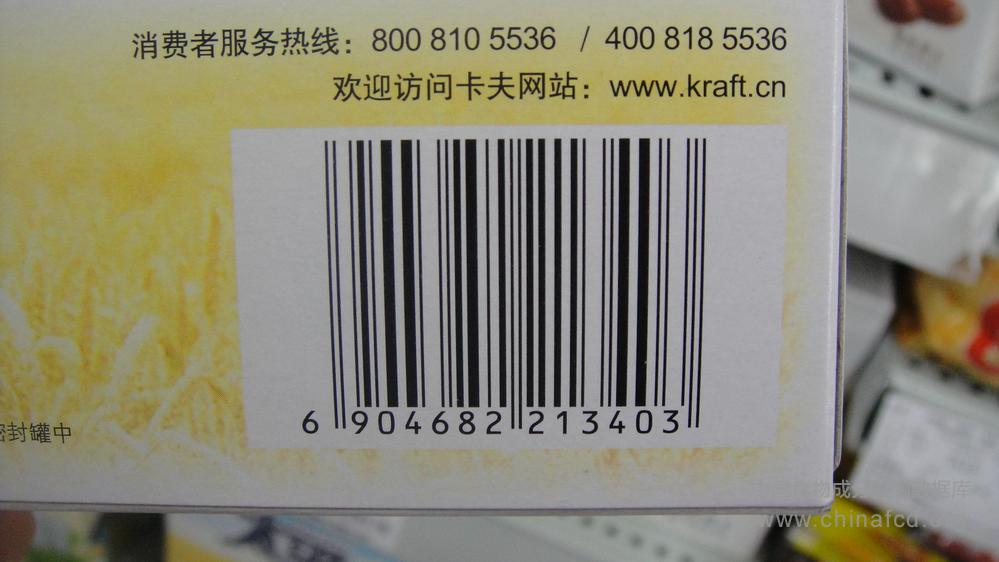 消费者服务热线：800 810 5536 / 400 818 5536
欢迎访问卡夫网站：www.kraft.cn
6 904682 213403
密封罐中
www.chinafcd.